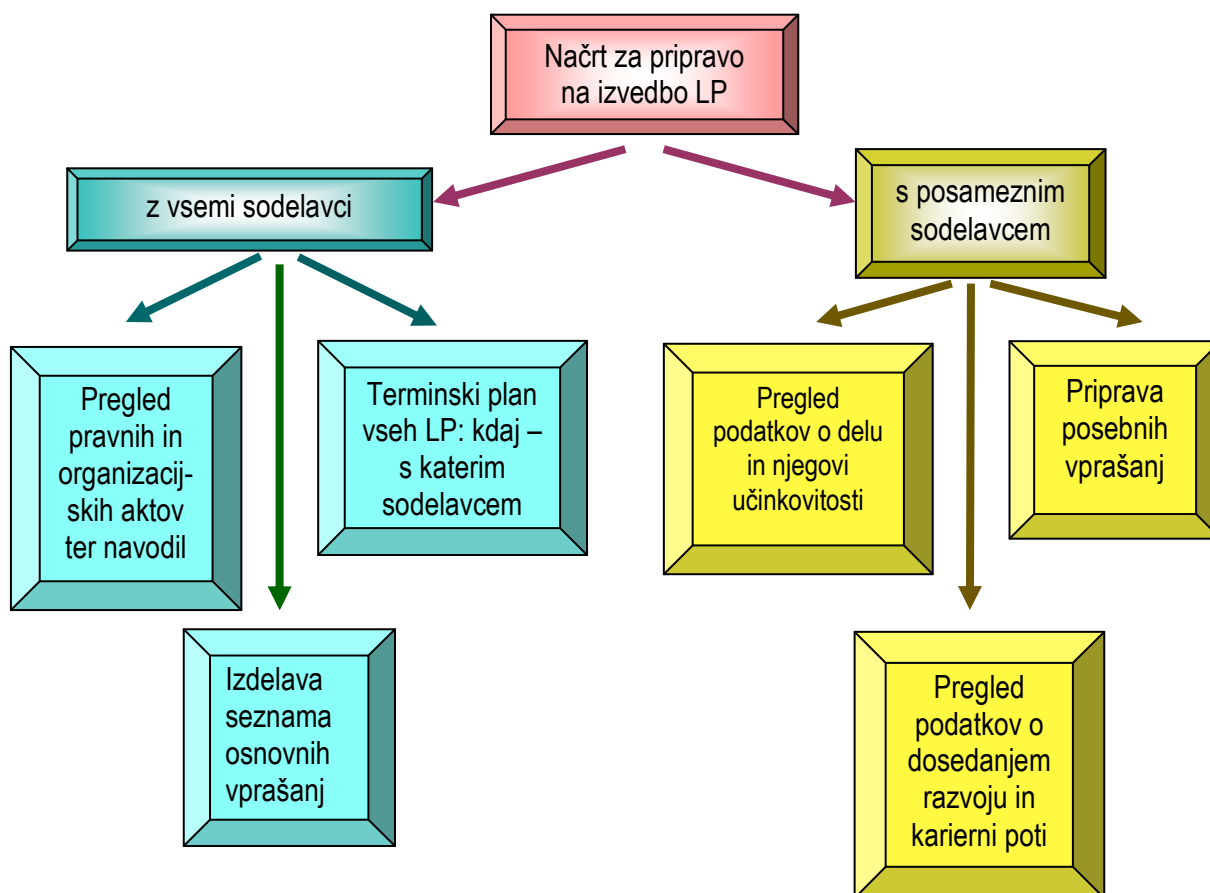 Načrt za pripravo
na izvedbo LP
z vsemi sodelavci
s posameznim
sodelavcem
Pregled
pravnih in
organizacij-
skih aktov
ter navodil
Terminski plan
vseh LP: kdaj –
s katerim
sodelavcem
Izdelava
seznama
osnovnih
vprašanj
Pregled
podatkov o delu
in njegovi
učinkovitosti
Priprava
posebnih
vprašanj
Pregled
podatkov o
dosedanjem
razvoju in
karierni poti